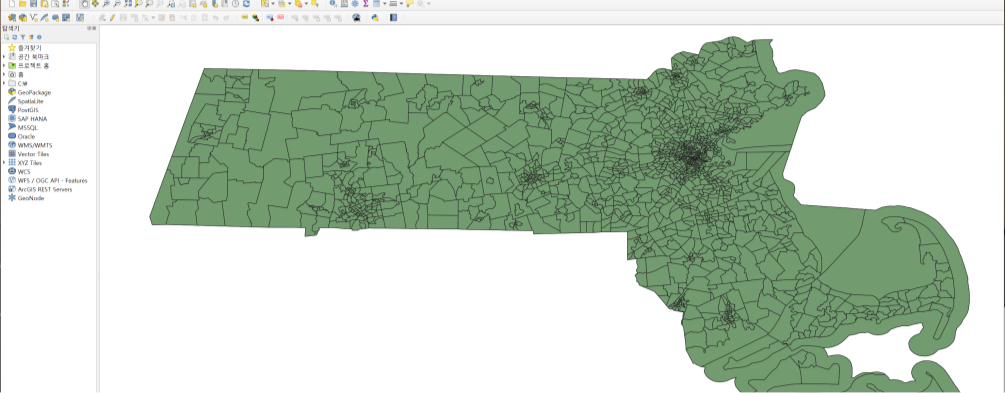 탐색기
즐겨찾기
공간 북마크
프로젝트 홈
홈
C:\
GeoPackage
SpatiaLite
PostGIS
SAP HANA
MSSQL
Oracle
WMS/WMTS
Vector Tiles
XYZ Tiles
WCS
WFS / OGC API - Features
ArcGIS REST Servers
GeoNode